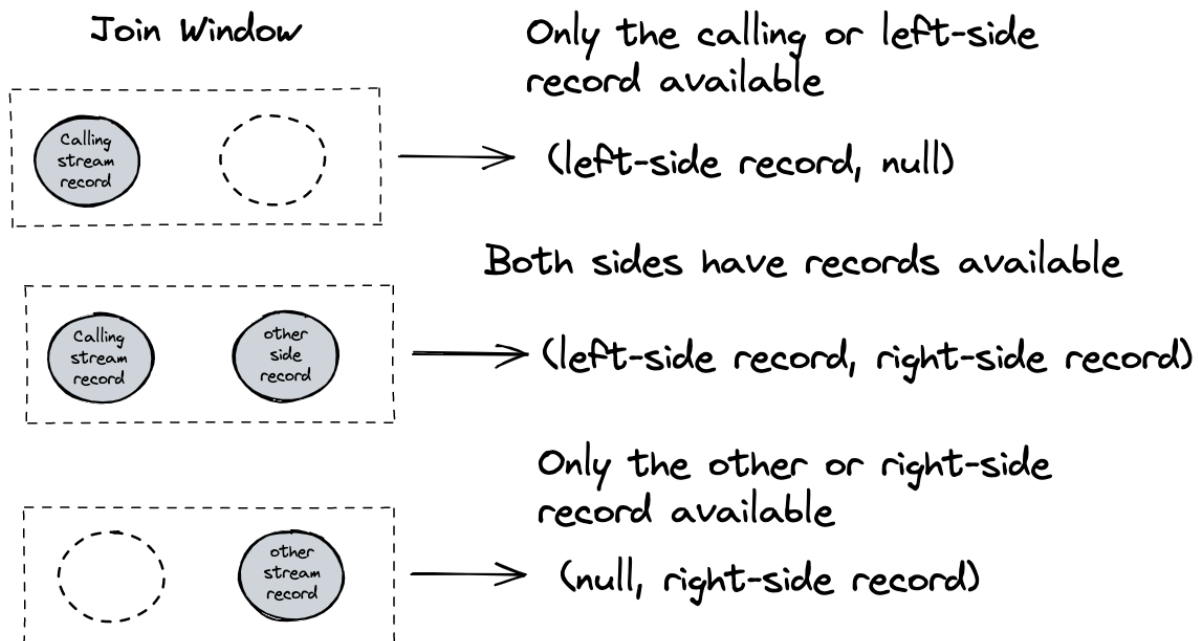 Join Window
Only the calling or left-side
record available
Calling
stream
record
(left-side record, null)
Both sides have records available
Calling
stream
record
other
side
record
(left-side record, right-side record)
Only the other or right-side
record available
other
stream
record
(null, right-side record)